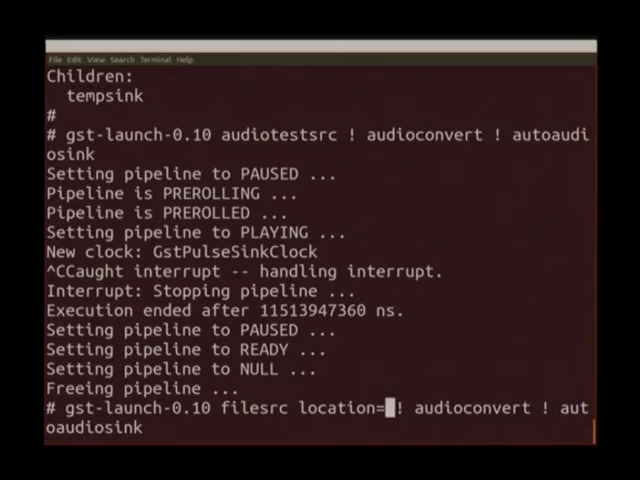 File Edit View Search Terminal Help
Children:
tempsink
#
# gst-launch-0.10 audiotestsrc ! audioconvert ! autoaudi
osink
Setting pipeline to PAUSED ...
Pipeline is PREROLLING ...
Pipeline is PREROLLED ...
Setting pipeline to PLAYING ...
New clock: GstPulseSinkClock
^CCaught interrupt -- handling interrupt.
Interrupt: Stopping pipeline ...
Execution ended after 11513947360 ns.
Setting pipeline to PAUSED ...
Setting pipeline to READY ...
Setting pipeline to NULL ...
Freeing pipeline ...
# gst-launch-0.10 filesrc location= ! audioconvert ! aut
oaudiosink